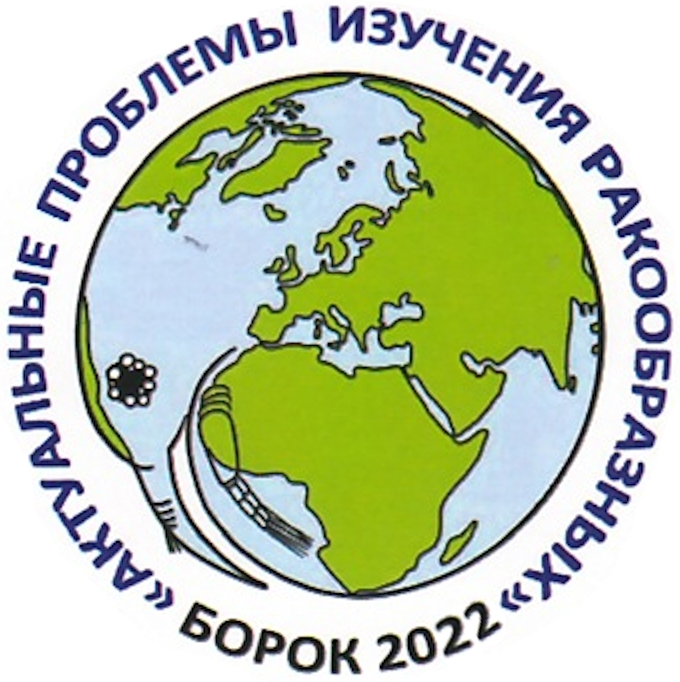 «АКТУАЛЬНЫЕ ПРОБЛЕМЫ ИЗУЧЕНИЯ РАКООБРАЗНЫХ»
БОРОК 2022